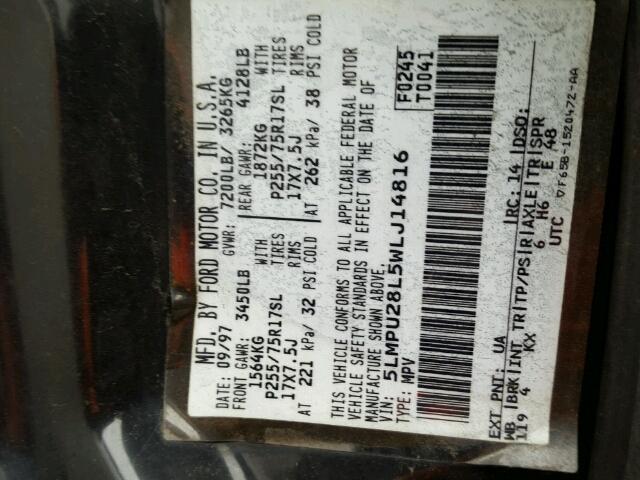 MFD. BY FORD MOTOR CO. IN U.S.A.
DATE: 09/97 GVWR: 7200LB/ 3265KG
FRONT GAWR: 3450LB REAR GAWR: 4128LB
1564KG WITH 1872KG WITH
P255/75R17SL TIRES P255/75R17SL TIRES
17X7.5J RIMS 17X7.5J RIMS
AT 221 kPa/ 32 PSI COLD AT 262 kPa/ 38 PSI COLD
THIS VEHICLE CONFORMS TO ALL APPLICABLE FEDERAL MOTOR
VEHICLE SAFETY STANDARDS IN EFFECT ON THE DATE OF
MANUFACTURE SHOWN ABOVE.
VIN: 5LMPU28L5WLJ14816 F0245
TYPE: MPV T0041
EXT PNT: UA RC: 14 DSO:
WB BRK INT TR TP/PS R AXLE TR SPR
119 4 KX 6 H6 E 48
UTC F65B-1520472-AA